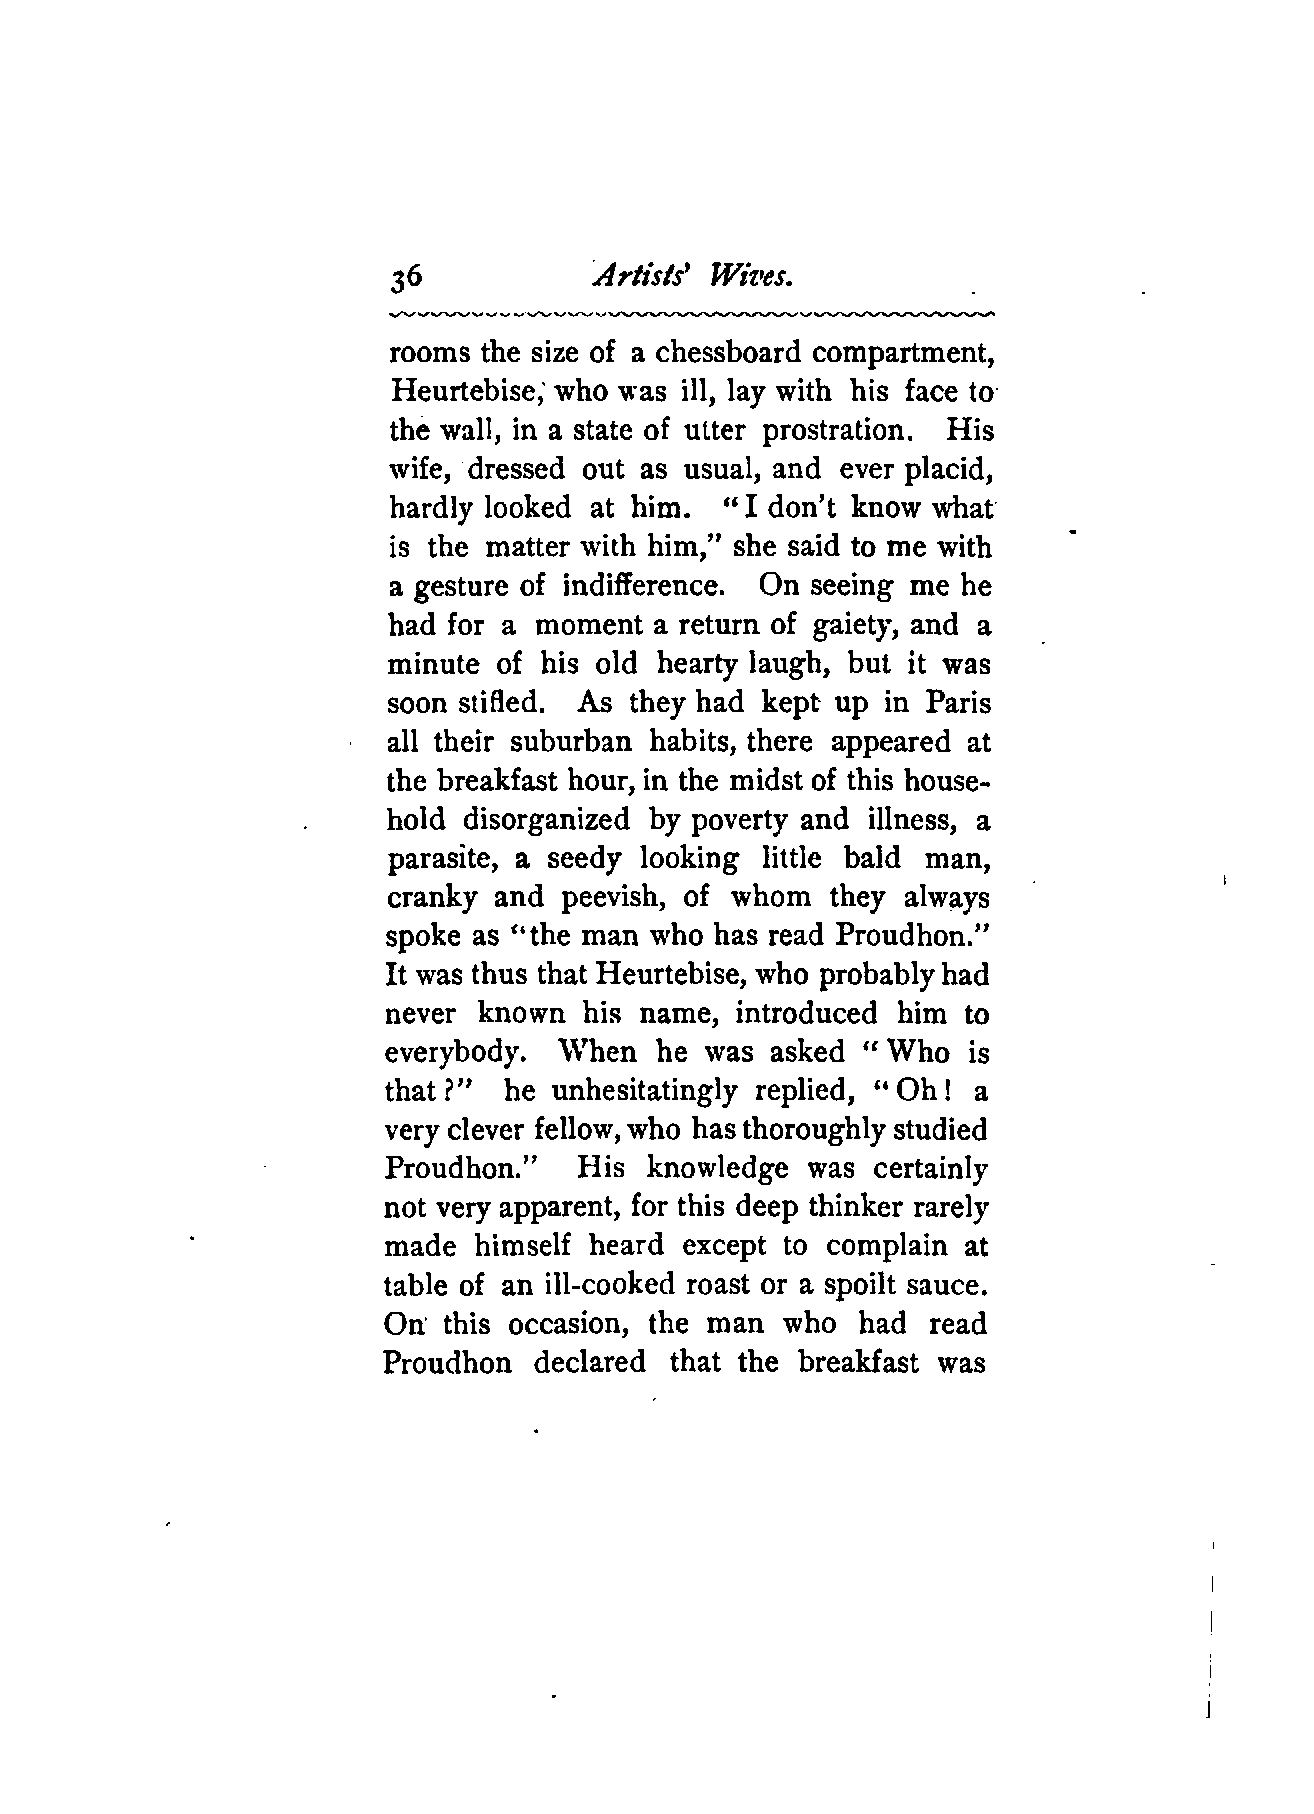 36 Artists' Wives.
rooms the size of a chessboard compartment,
Heurtebise, who was ill, lay with his face to
the wall, in a state of utter prostration. His
wife, dressed out as usual, and ever placid,
hardly looked at him. "I don't know what
is the matter with him," she said to me with
a gesture of indifference. On seeing me he
had for a moment a return of gaiety, and a
minute of his old hearty laugh, but it was
soon stifled. As they had kept up in Paris
all their suburban habits, there appeared at
the breakfast hour, in the midst of this house-
hold disorganized by poverty and illness, a
parasite, a seedy looking little bald man,
cranky and peevish, of whom they always
spoke as "the man who has read Proudhon."
It was thus that Heurtebise, who probably had
never known his name, introduced him to
everybody. When he was asked "Who is
that?" he unhesitatingly replied, "Oh! a
very clever fellow, who has thoroughly studied
Proudhon." His knowledge was certainly
not very apparent, for this deep thinker rarely
made himself heard except to complain at
table of an ill-cooked roast or a spoilt sauce.
On this occasion, the man who had read
Proudhon declared that the breakfast was